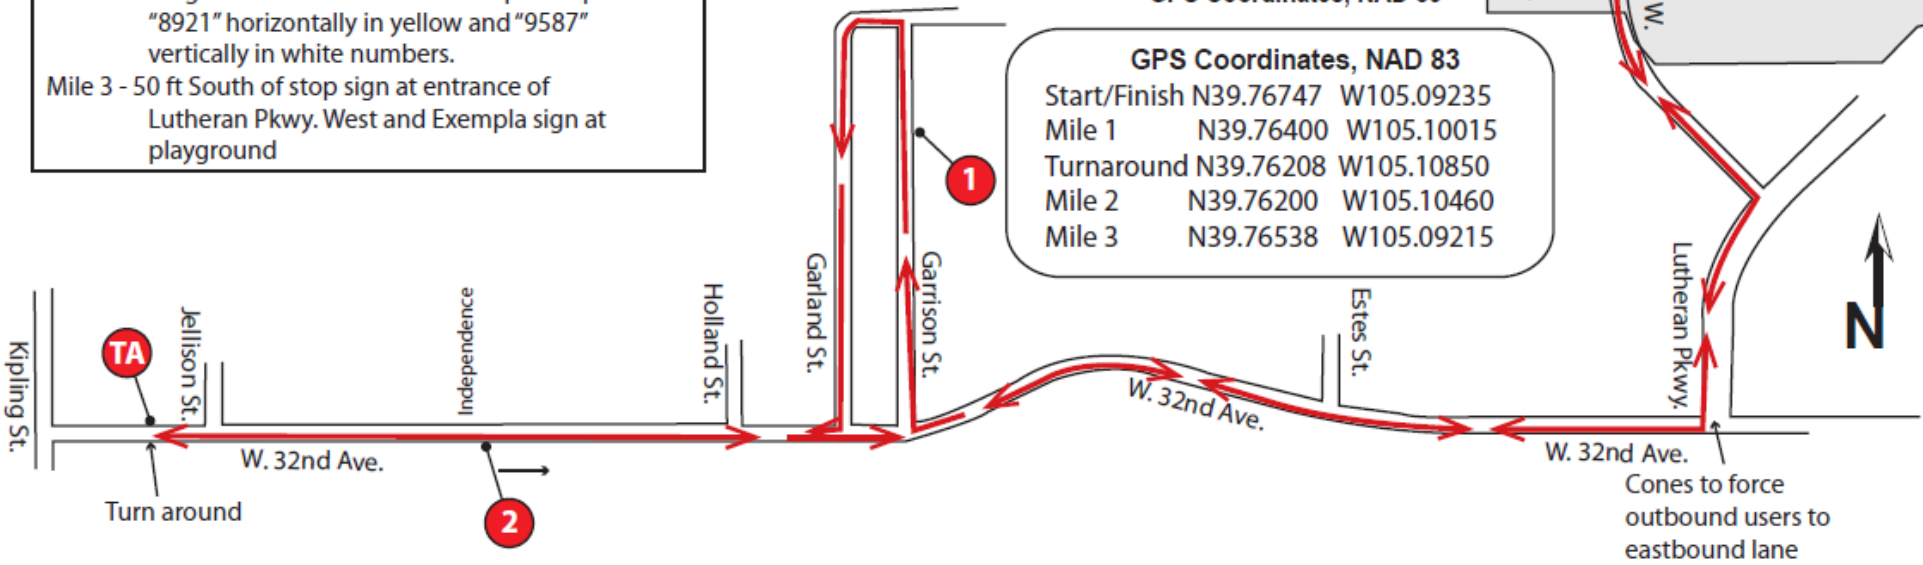 "8921" horizontally in yellow and "9587"
vertically in white numbers.
Mile 3 - 50 ft South of stop sign at entrance of
Lutheran Pkwy. West and Exempla sign at
playground
GPS Coordinates, NAD 83
Start/Finish N39.76747 W105.09235
Mile 1 N39.76400 W105.10015
Turnaround N39.76208 W105.10850
Mile 2 N39.76200 W105.10460
Mile 3 N39.76538 W105.09215
W.
1
Kipling St.
TA
Jellison St.
Independence
Holland St.
Garland St.
Garrison St.
Estes St.
Lutheran Pkwy.
N
W. 32nd Ave.
W. 32nd Ave.
W. 32nd Ave.
Turn around
2
Cones to force
outbound users to
eastbound lane